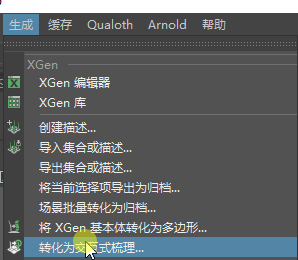 生成 缓存 Qualoth Arnold 帮助
XGen
XGen 编辑器
XGen 库
创建描述...
导入集合或描述...
导出集合或描述...
将当前选择项导出为归档...
场景批量转化为归档...
将 XGen 基本体转化为多边形...
转化为交互式梳理...